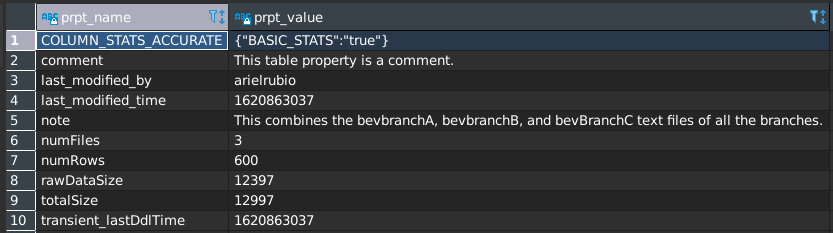 prpt_name prpt_value
1 COLUMN_STATS_ACCURATE {"BASIC_STATS":"true"}
2 comment This table property is a comment.
3 last_modified_by arielrubio
4 last_modified_time 1620863037
5 note This combines the bevbranchA, bevbranchB, and bevBranchC text files of all the branches.
6 numFiles 3
7 numRows 600
8 rawDataSize 12397
9 totalSize 12997
10 transient_lastDdlTime 1620863037